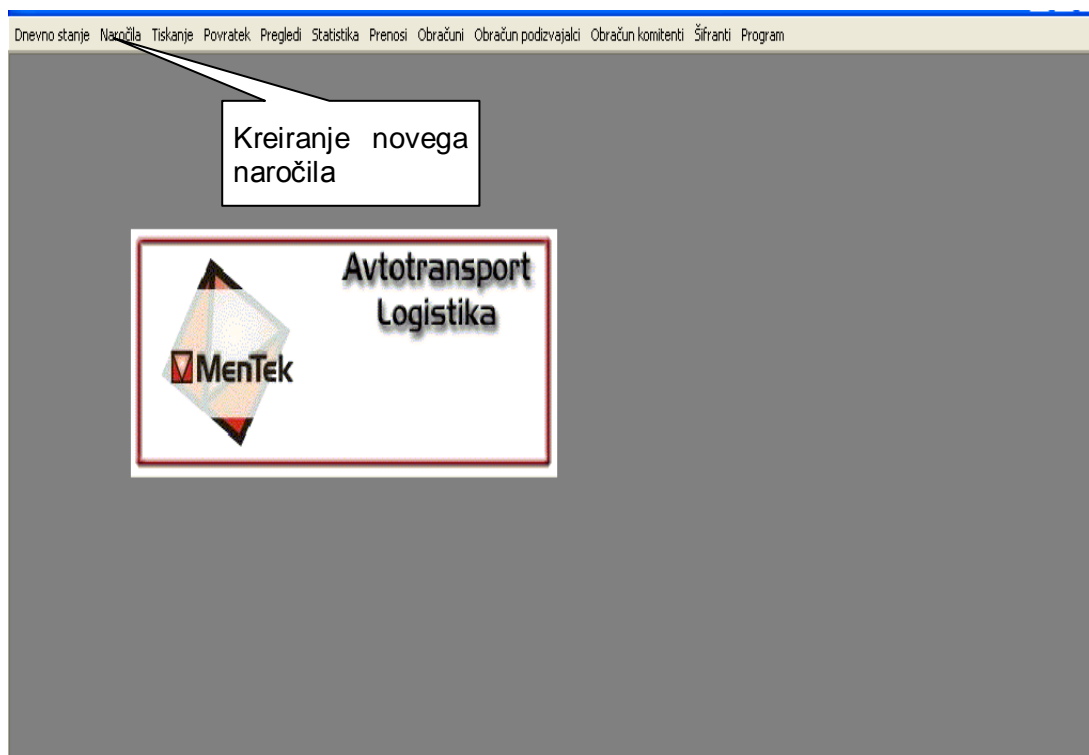 Dnevno stanje Naročila Tiskanje Povratek Pregledi Statistika Prenosi Obračuni Obračun podizvajalci Obračun komitenti Šifranti Program
Kreiranje novega
naročila
Avtotransport
Logistika
MenTek